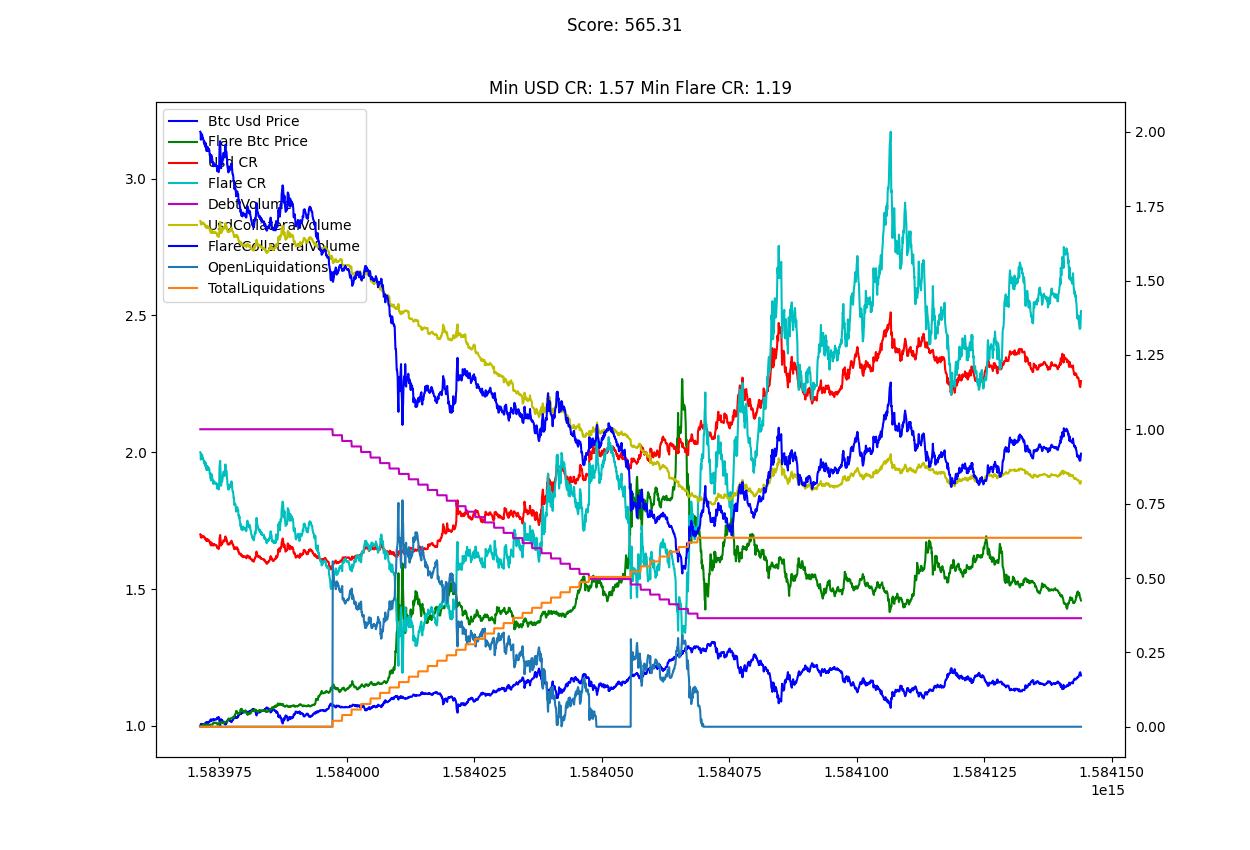 Score: 565.31
Min USD CR: 1.57 Min Flare CR: 1.19
Btc Usd Price
Flare Btc Price
Usd CR
Flare CR
DebtVolume
UsdCollateralVolume
FlareCollateralVolume
OpenLiquidations
TotalLiquidations
3.0
2.5
2.0
1.5
1.0
2.00
1.75
1.50
1.25
1.00
0.75
0.50
0.25
0.00
1.583975 1.584000 1.584025 1.584050 1.584075 1.584100 1.584125 1.584150
1e15